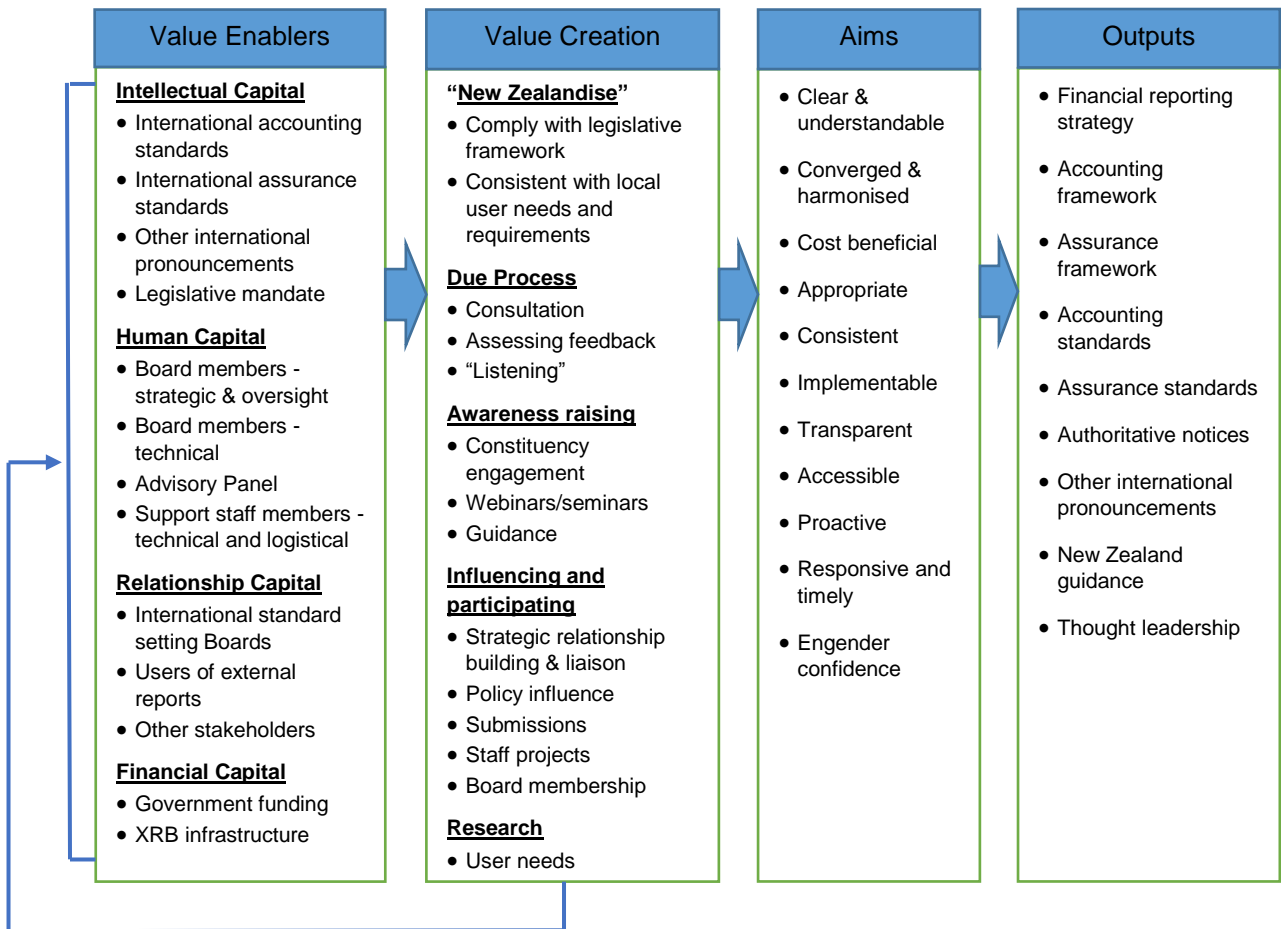 Value Enablers
Intellectual Capital
• International accounting
standards
• International assurance
standards
• Other international
pronouncements
• Legislative mandate
Human Capital
• Board members -
strategic & oversight
• Board members -
technical
• Advisory Panel
• Support staff members -
technical and logistical
Relationship Capital
• International standard
setting Boards
• Users of external
reports
• Other stakeholders
Financial Capital
• Government funding
• XRB infrastructure
Value Creation
“New Zealandise”
• Comply with legislative
framework
• Consistent with local
user needs and
requirements
Due Process
• Consultation
• Assessing feedback
• “Listening”
Awareness raising
• Constituency
engagement
• Webinars/seminars
• Guidance
Influencing and
participating
• Strategic relationship
building & liaison
• Policy influence
• Submissions
• Staff projects
• Board membership
Research
• User needs
Aims
• Clear &
understandable
• Converged &
harmonised
• Cost beneficial
• Appropriate
• Consistent
• Implementable
• Transparent
• Accessible
• Proactive
• Responsive and
timely
• Engender
confidence
Outputs
• Financial reporting
strategy
• Accounting
framework
• Assurance
framework
• Accounting
standards
• Assurance standards
• Authoritative notices
• Other international
pronouncements
• New Zealand
guidance
• Thought leadership